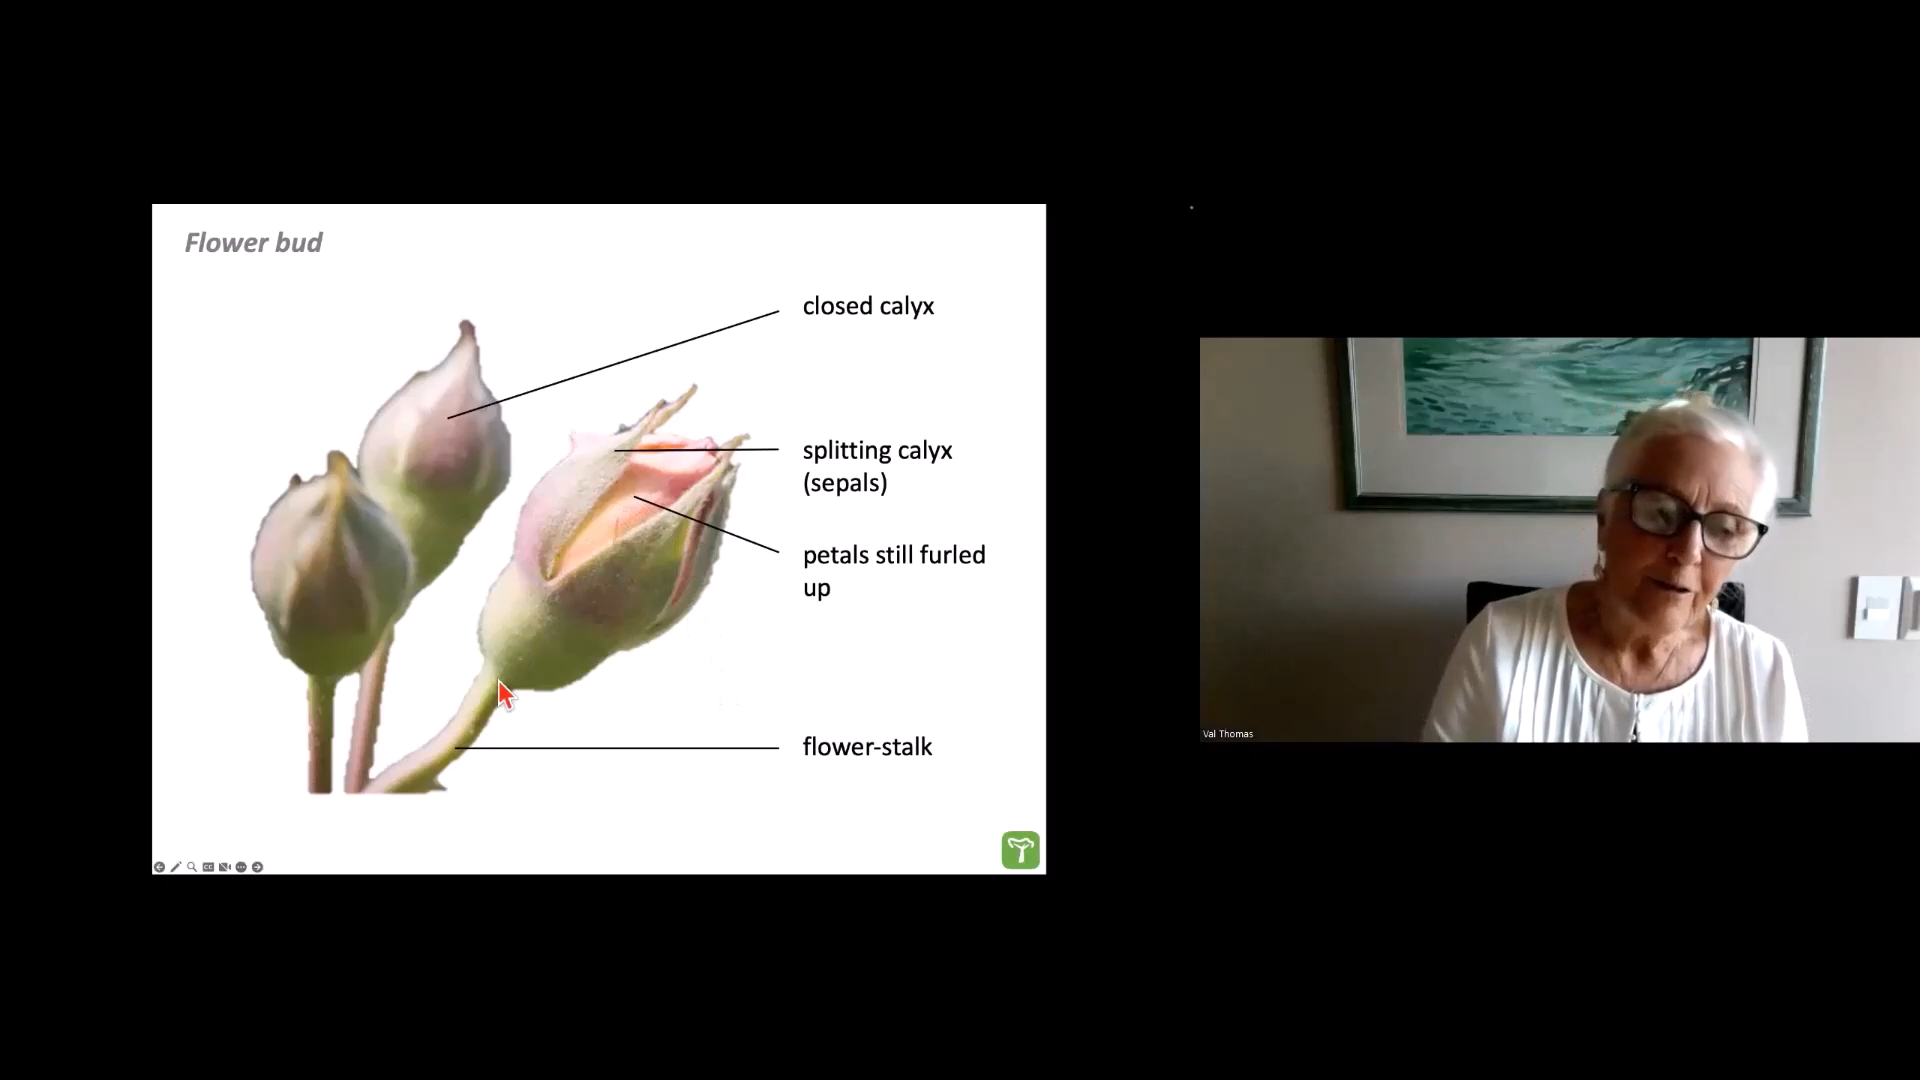 Flower bud
closed calyx
splitting calyx
(sepals)
petals still furled
up
flower-stalk
Val Thomas